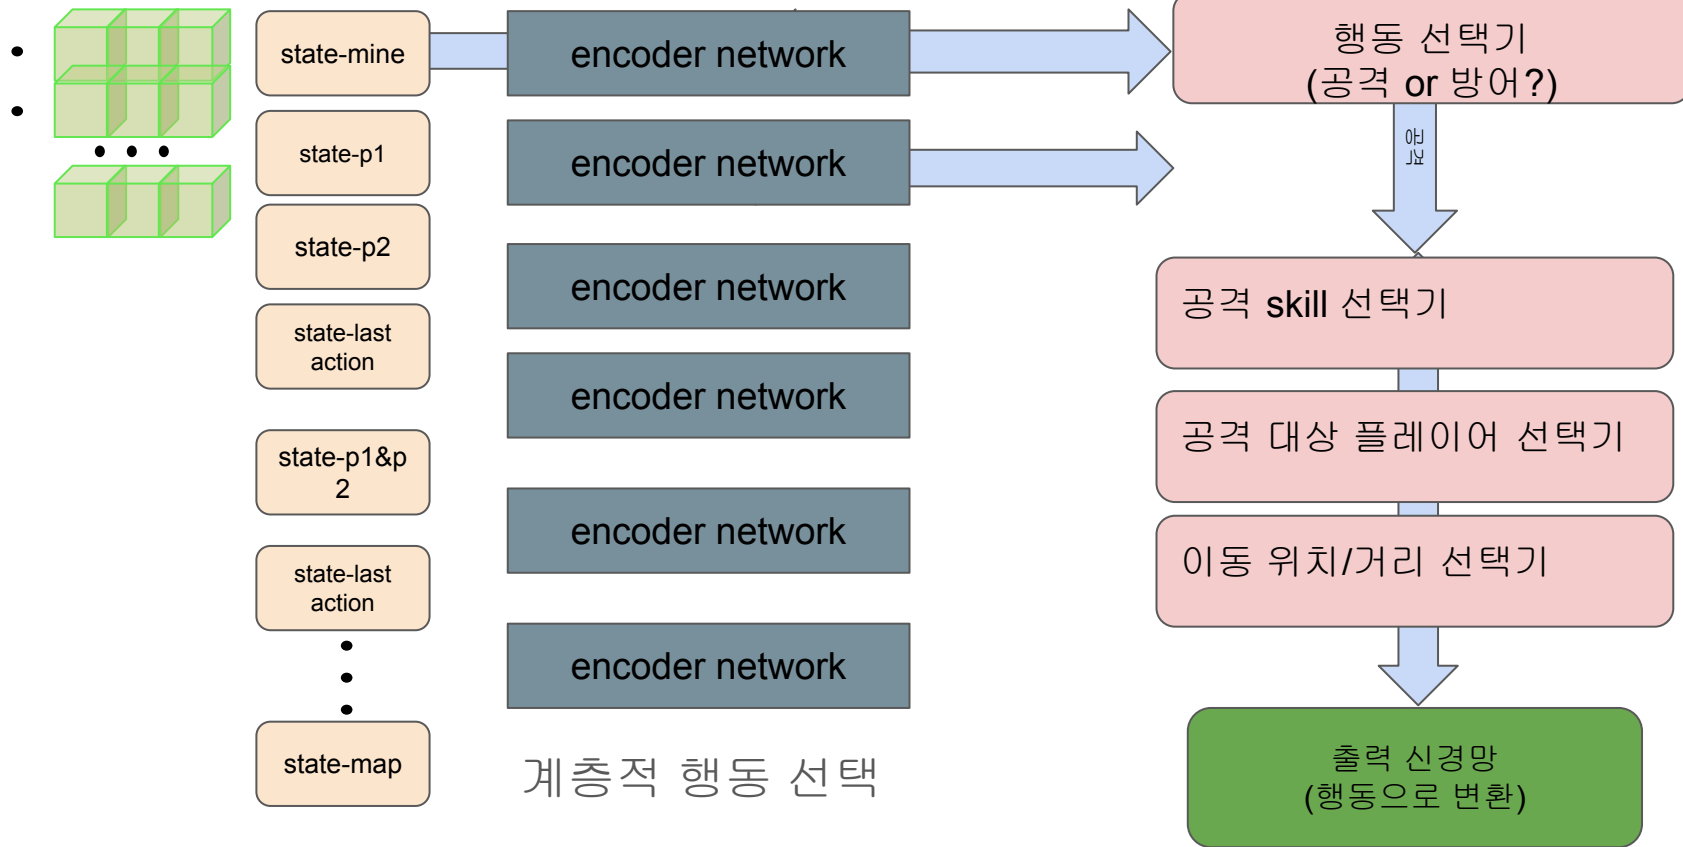 state-mine
state-p1
state-p2
state-last
action
state-p1&p
2
state-last
action
state-map
encoder network
encoder network
encoder network
encoder network
encoder network
encoder network
계층적 행동 선택
행동 선택기
(공격 or 방어?)
공격
공격 skill 선택기
공격 대상 플레이어 선택기
이동 위치/거리 선택기
출력 신경망
(행동으로 변환)